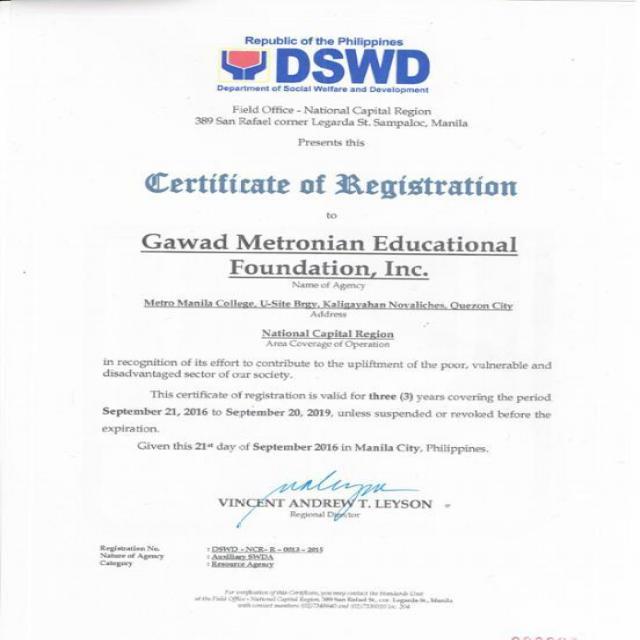 Republic of the Philippines
DSWD
Department of Social Welfare and Development
Field Office - National Capital Region
389 San Rafael corner Legarda St. Sampaloc, Manila
Presents this
Certificate of Registration
to
Gawad Metronian Educational
Foundation, Inc.
Name of Agency
Metro Manila College, U-Site Brgy. Kaligayahan Novaliches, Quezon City
Address
National Capital Region
Area Coverage of Operation
in recognition of its effort to contribute to the upliftment of the poor, vulnerable and
disadvantaged sector of our society.
This certificate of registration is valid for three (3) years covering the period
September 21, 2016 to September 20, 2019, unless suspended or revoked before the
expiration.
Given this 21st day of September 2016 in Manila City, Philippines.
VINCENT ANDREW T. LEYSON
Regional Director
Registration No. : DSWD - NCR- R - 0013 - 2015
Nature of Agency : Auxiliary SWDA
Category : Resource Agency
For verification of this Certificate, you may contact the Standards Unit
at the Field Office - National Capital Region, 389 San Rafael St., cor. Legarda St., Manila
with contact numbers